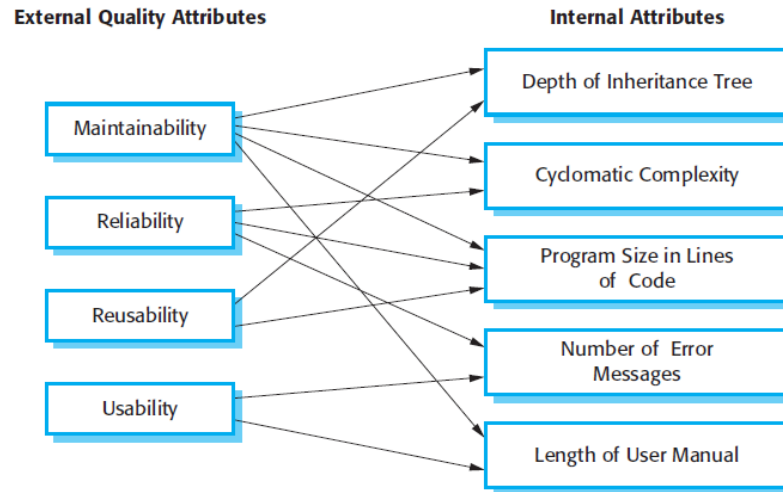 External Quality Attributes
Internal Attributes
Maintainability
Reliability
Reusability
Usability
Depth of Inheritance Tree
Cyclomatic Complexity
Program Size in Lines
of Code
Number of Error
Messages
Length of User Manual